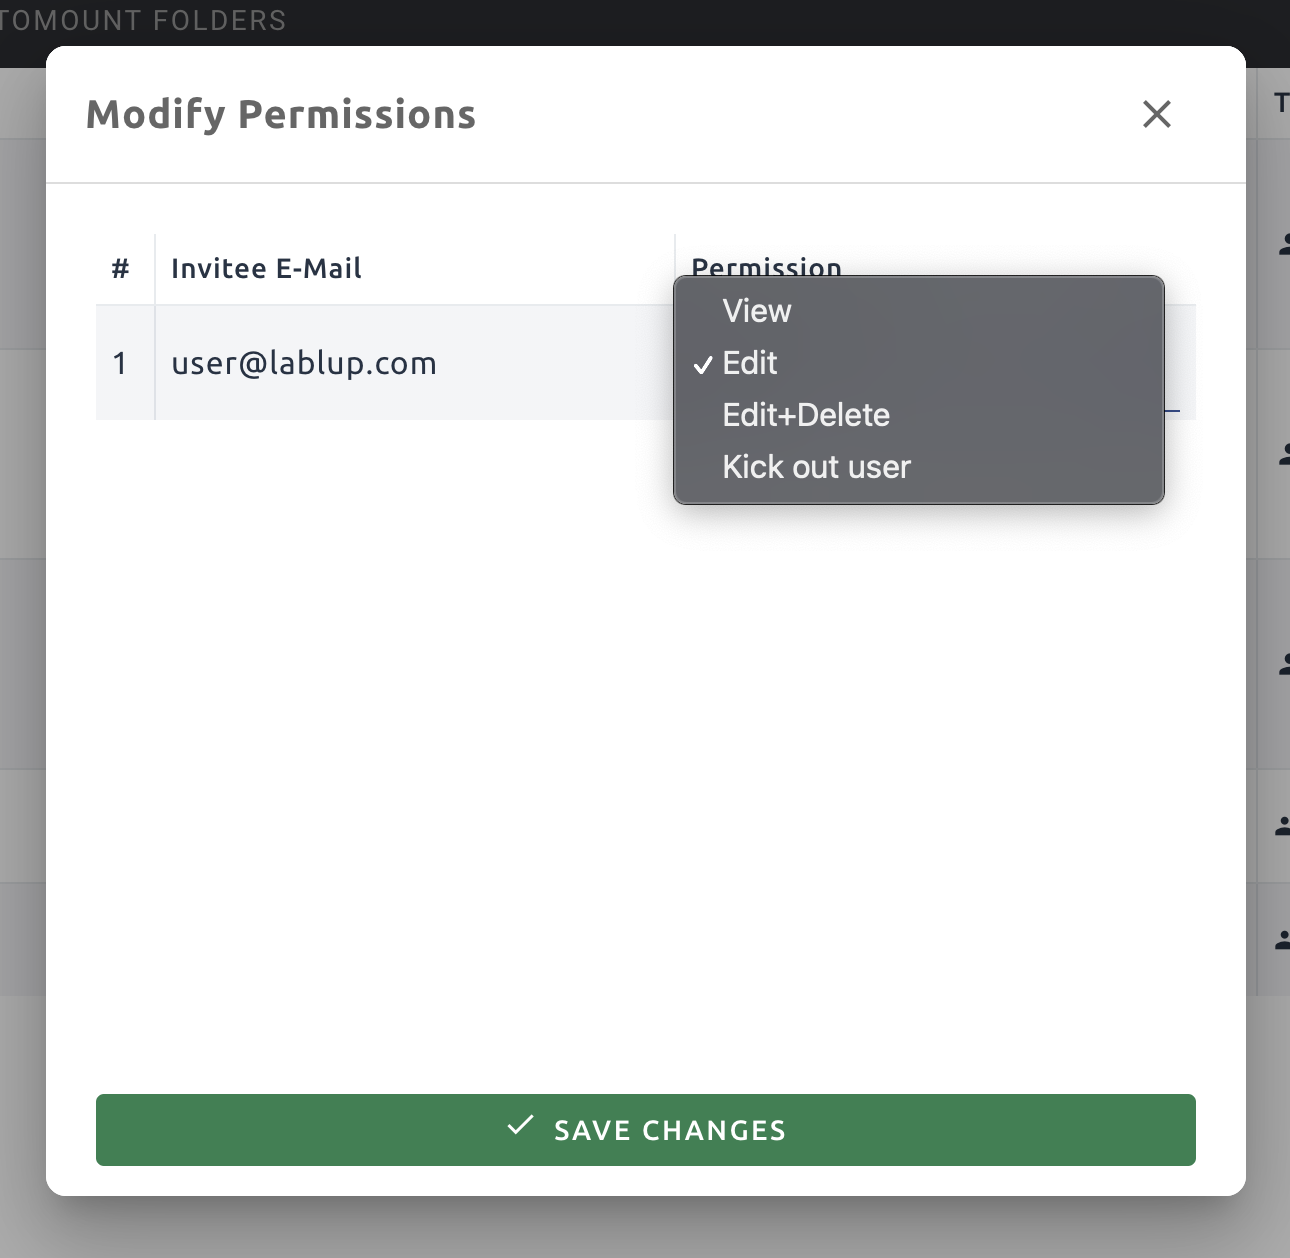 TOMOUNT FOLDERS
Modify Permissions
T
# Invitee E-Mail Permission
1 user@lablup.com
View
Edit
Edit+Delete
Kick out user
SAVE CHANGES